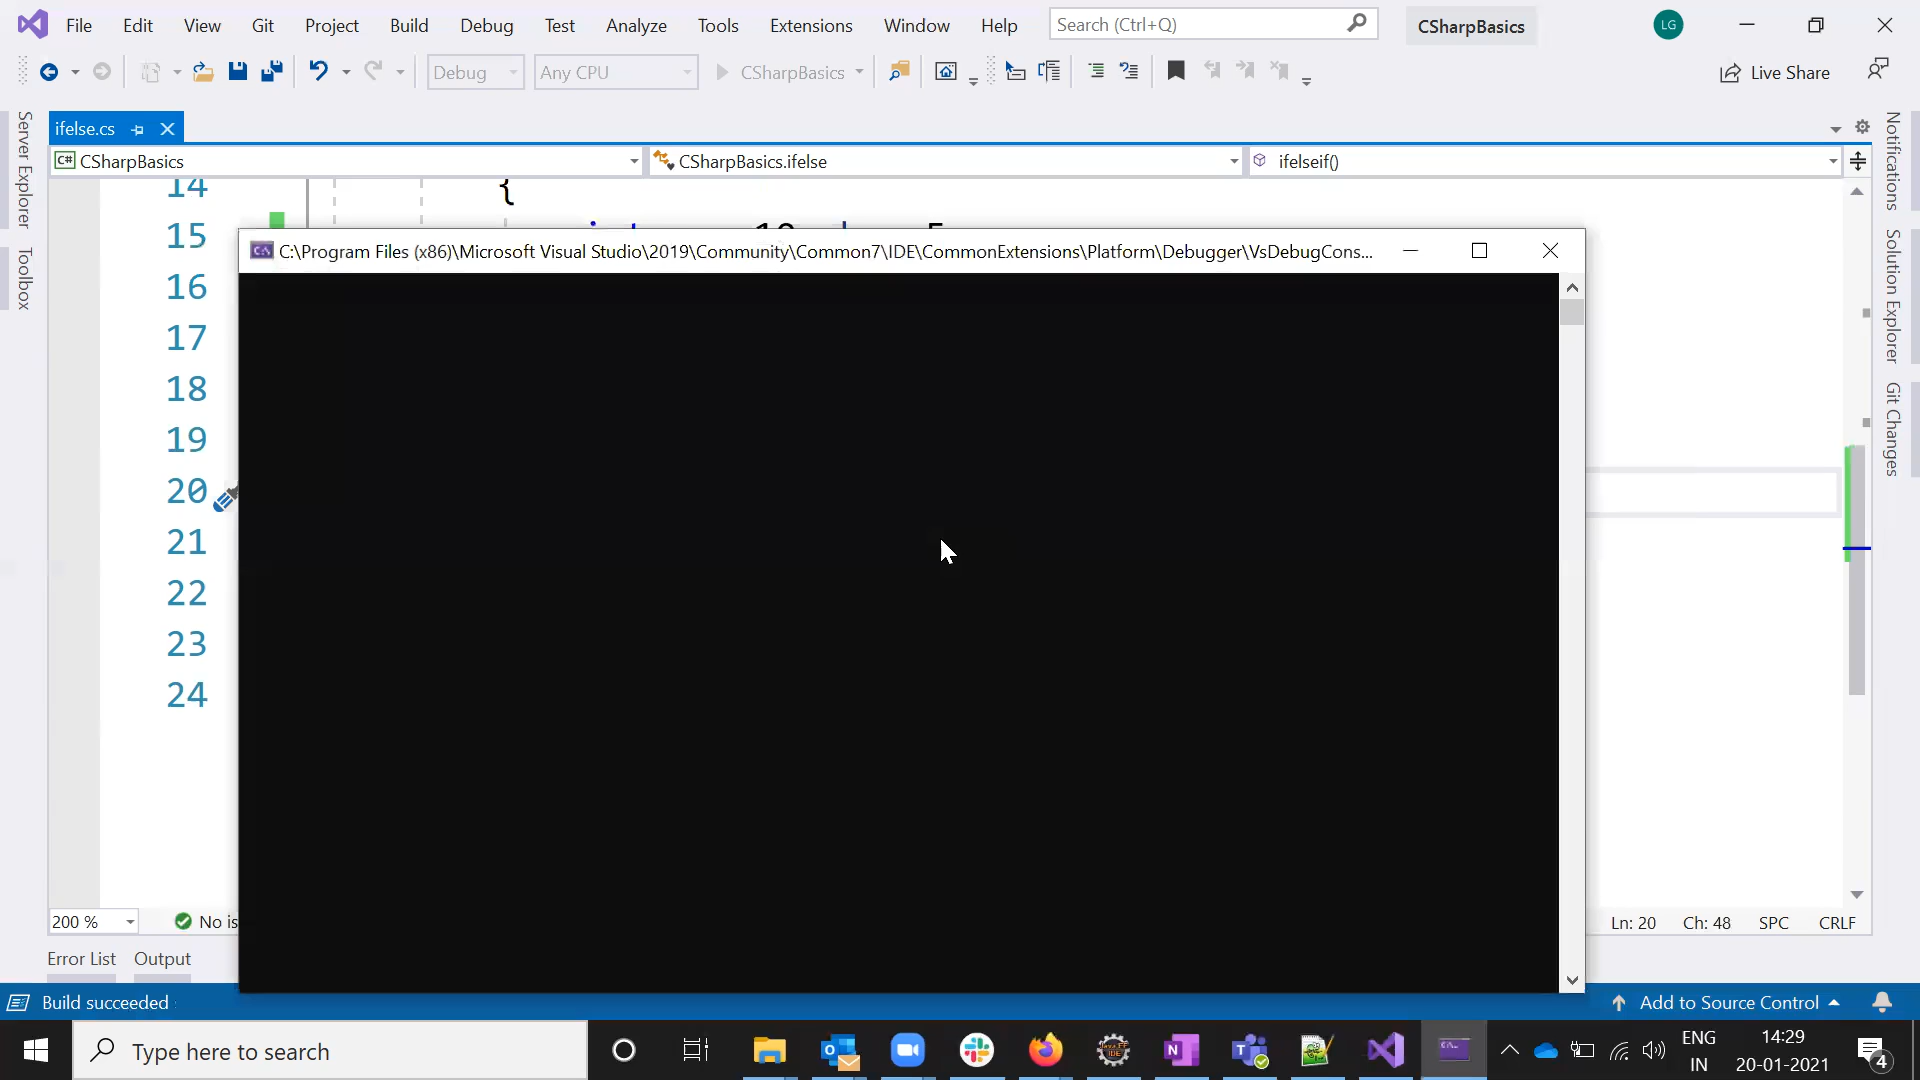 File Edit View Git Project Build Debug Test Analyze Tools Extensions Window Help Search (Ctrl+Q) CSharpBasics LG
Debug Any CPU CSharpBasics Live Share
Server Explorer
Toolbox
ifelse.cs
C# CSharpBasics CSharpBasics.ifelse ifelseif()
Notifications
Solution Explorer
Git Changes
14 {
15
C:\Program Files (x86)\Microsoft Visual Studio\2019\Community\Common7\IDE\CommonExtensions\Platform\Debugger\VsDebugCons...
16
17
18
19
20
21
22
23
24
200 % No is Ln: 20 Ch: 48 SPC CRLF
Error List Output
Build succeeded Add to Source Control
Type here to search ENG IN 14:29 20-01-2021 4